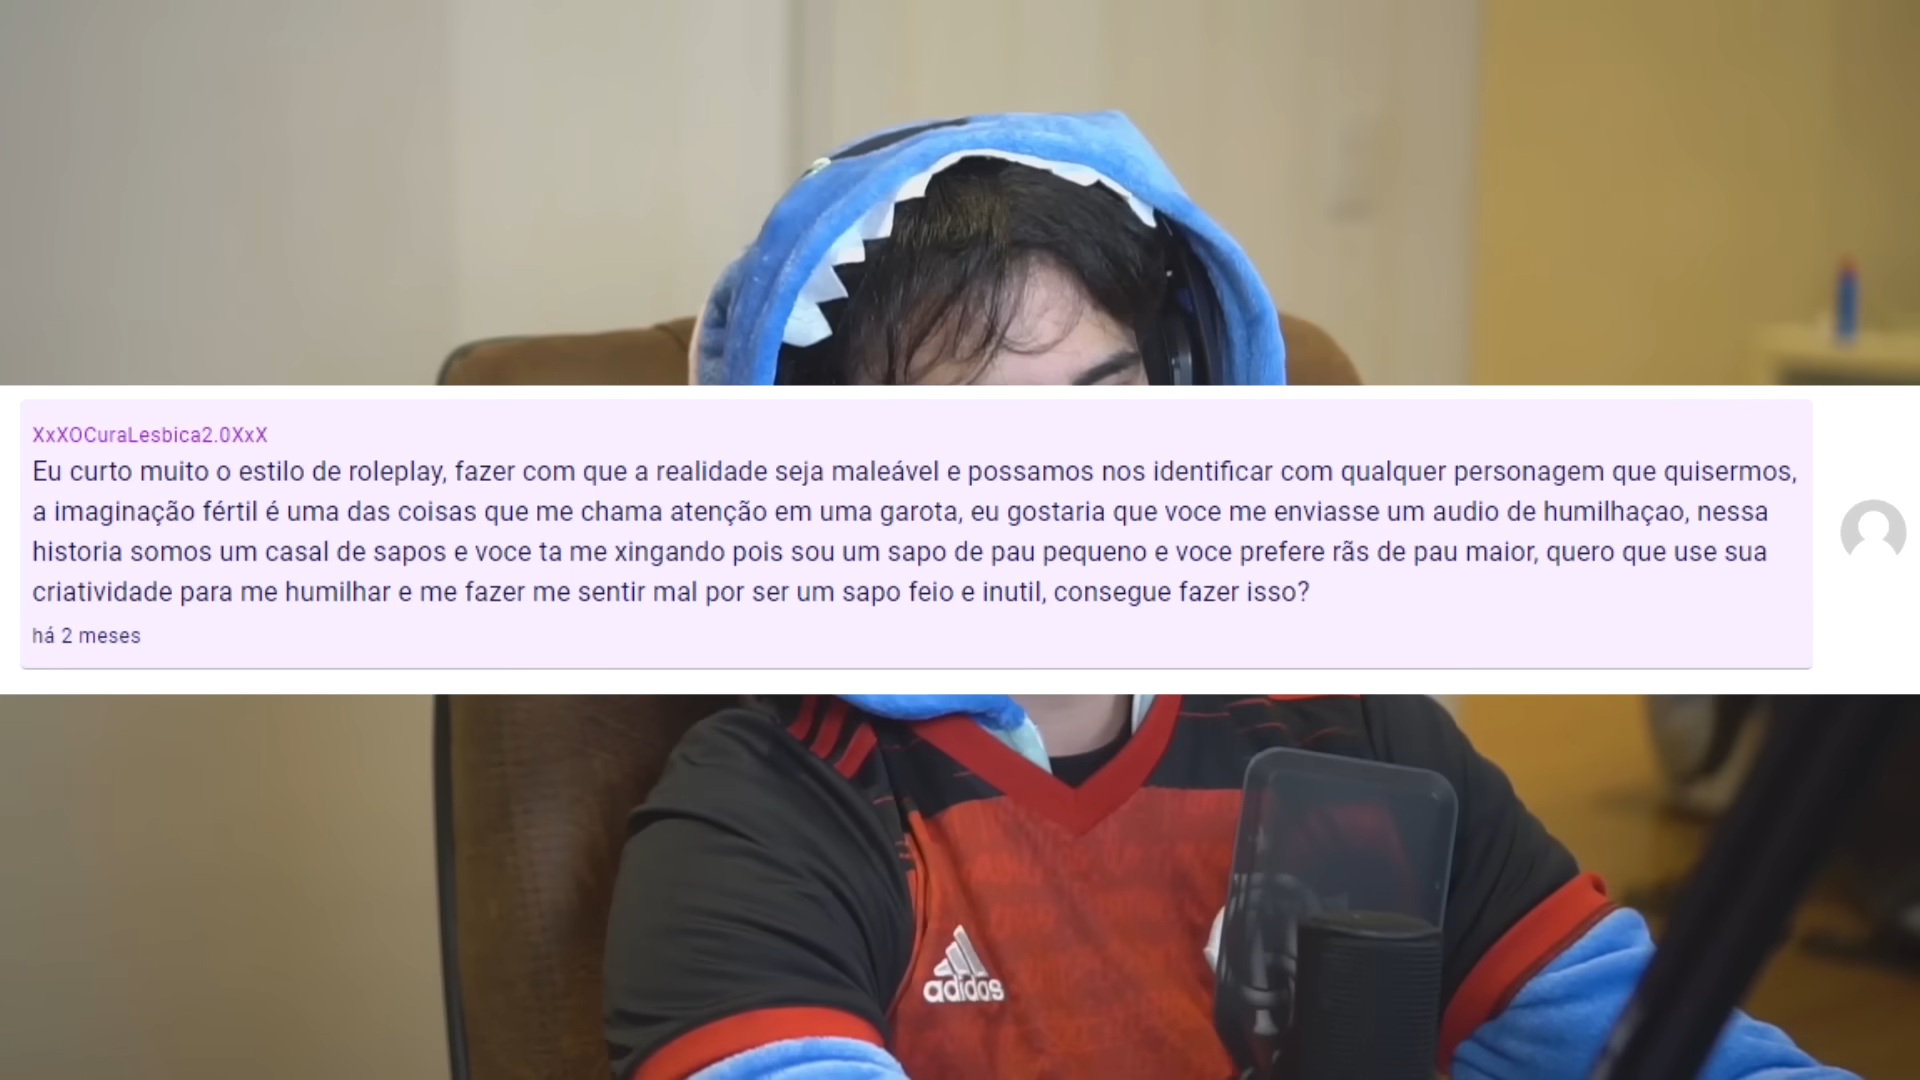 XxXOCuraLesbica2.0XxX
Eu curto muito o estilo de roleplay, fazer com que a realidade seja maleável e possamos nos identificar com qualquer personagem que quisermos,
a imaginação fértil é uma das coisas que me chama atenção em uma garota, eu gostaria que voce me enviasse um audio de humilhaçao, nessa
historia somos um casal de sapos e voce ta me xingando pois sou um sapo de pau pequeno e voce prefere rãs de pau maior, quero que use sua
criatividade para me humilhar e me fazer me sentir mal por ser um sapo feio e inutil, consegue fazer isso?
há 2 meses
adidas